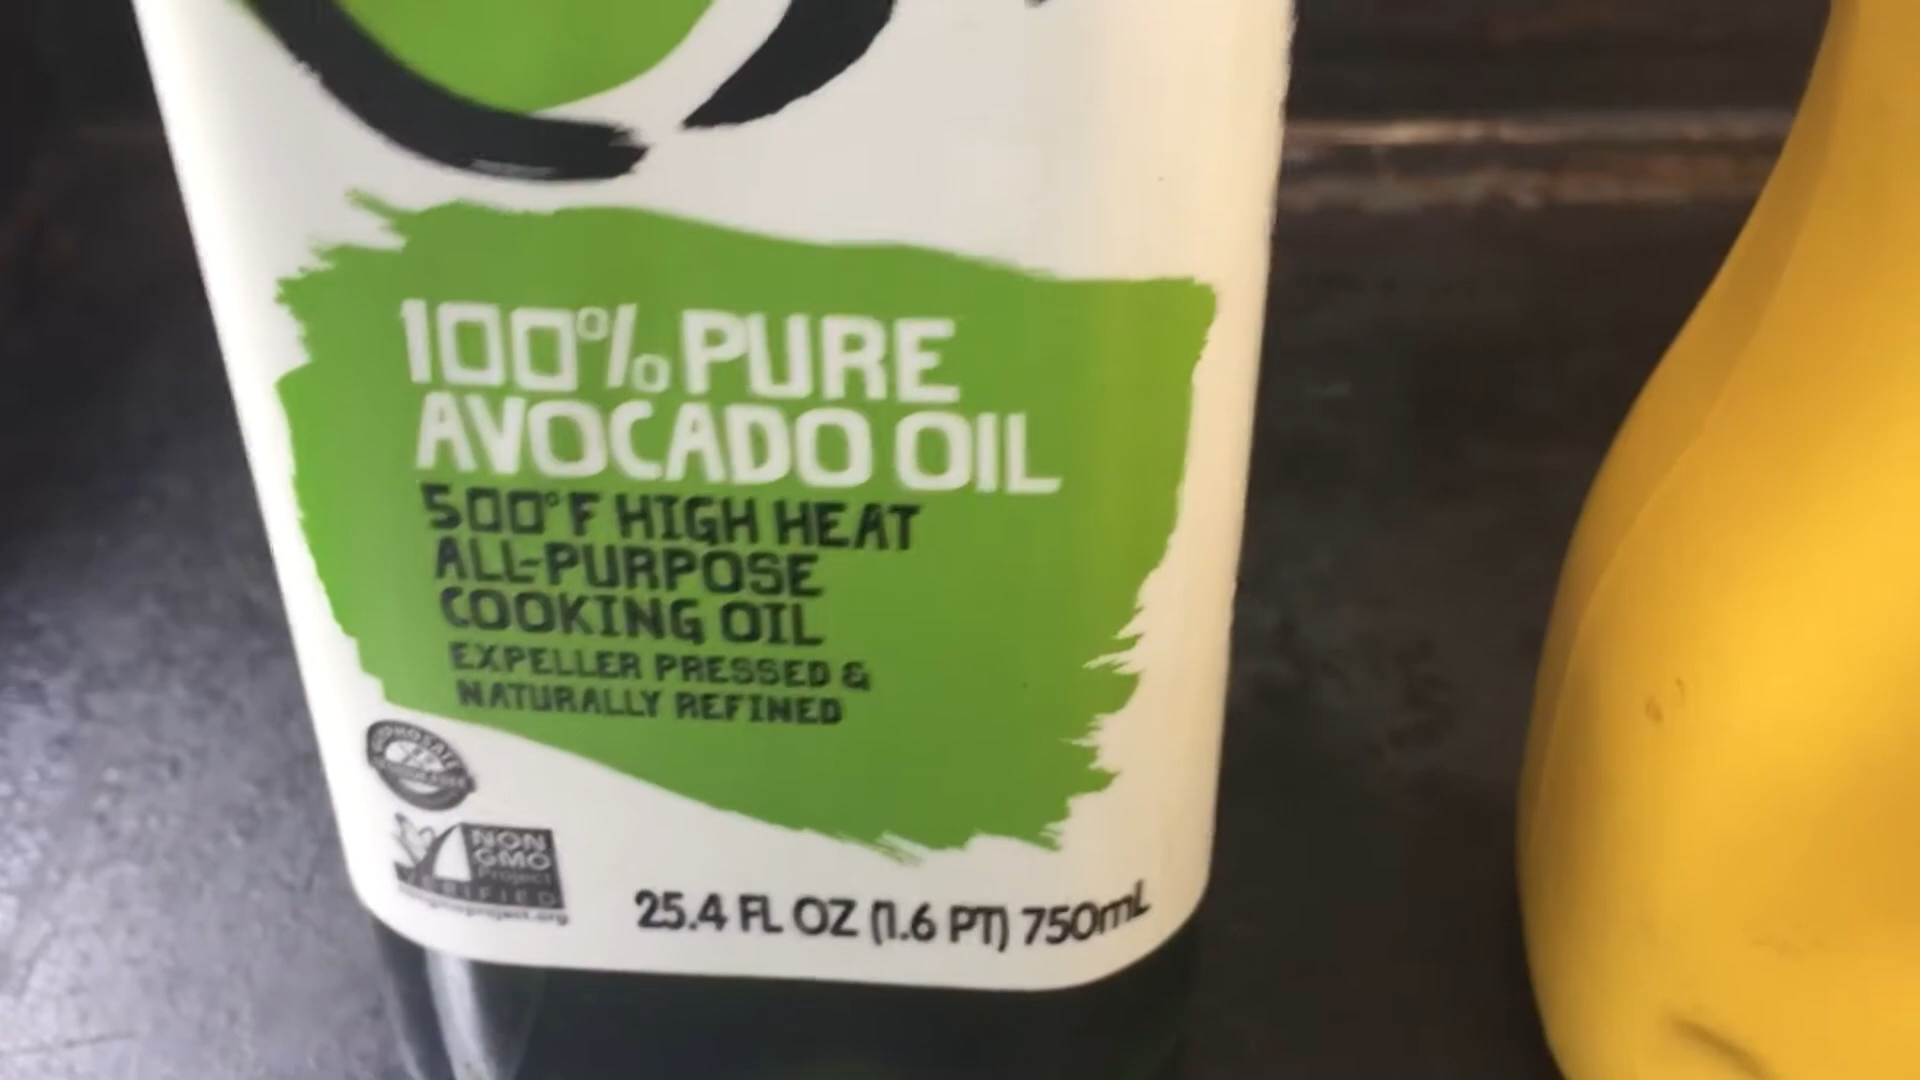 100% PURE
AVOCADO OIL
500°F HIGH HEAT
ALL-PURPOSE
COOKING OIL
EXPELLER PRESSED &
NATURALLY REFINED
NON
GMO
Project
VERIFIED
25.4 FL OZ (1.6 PT) 750mL